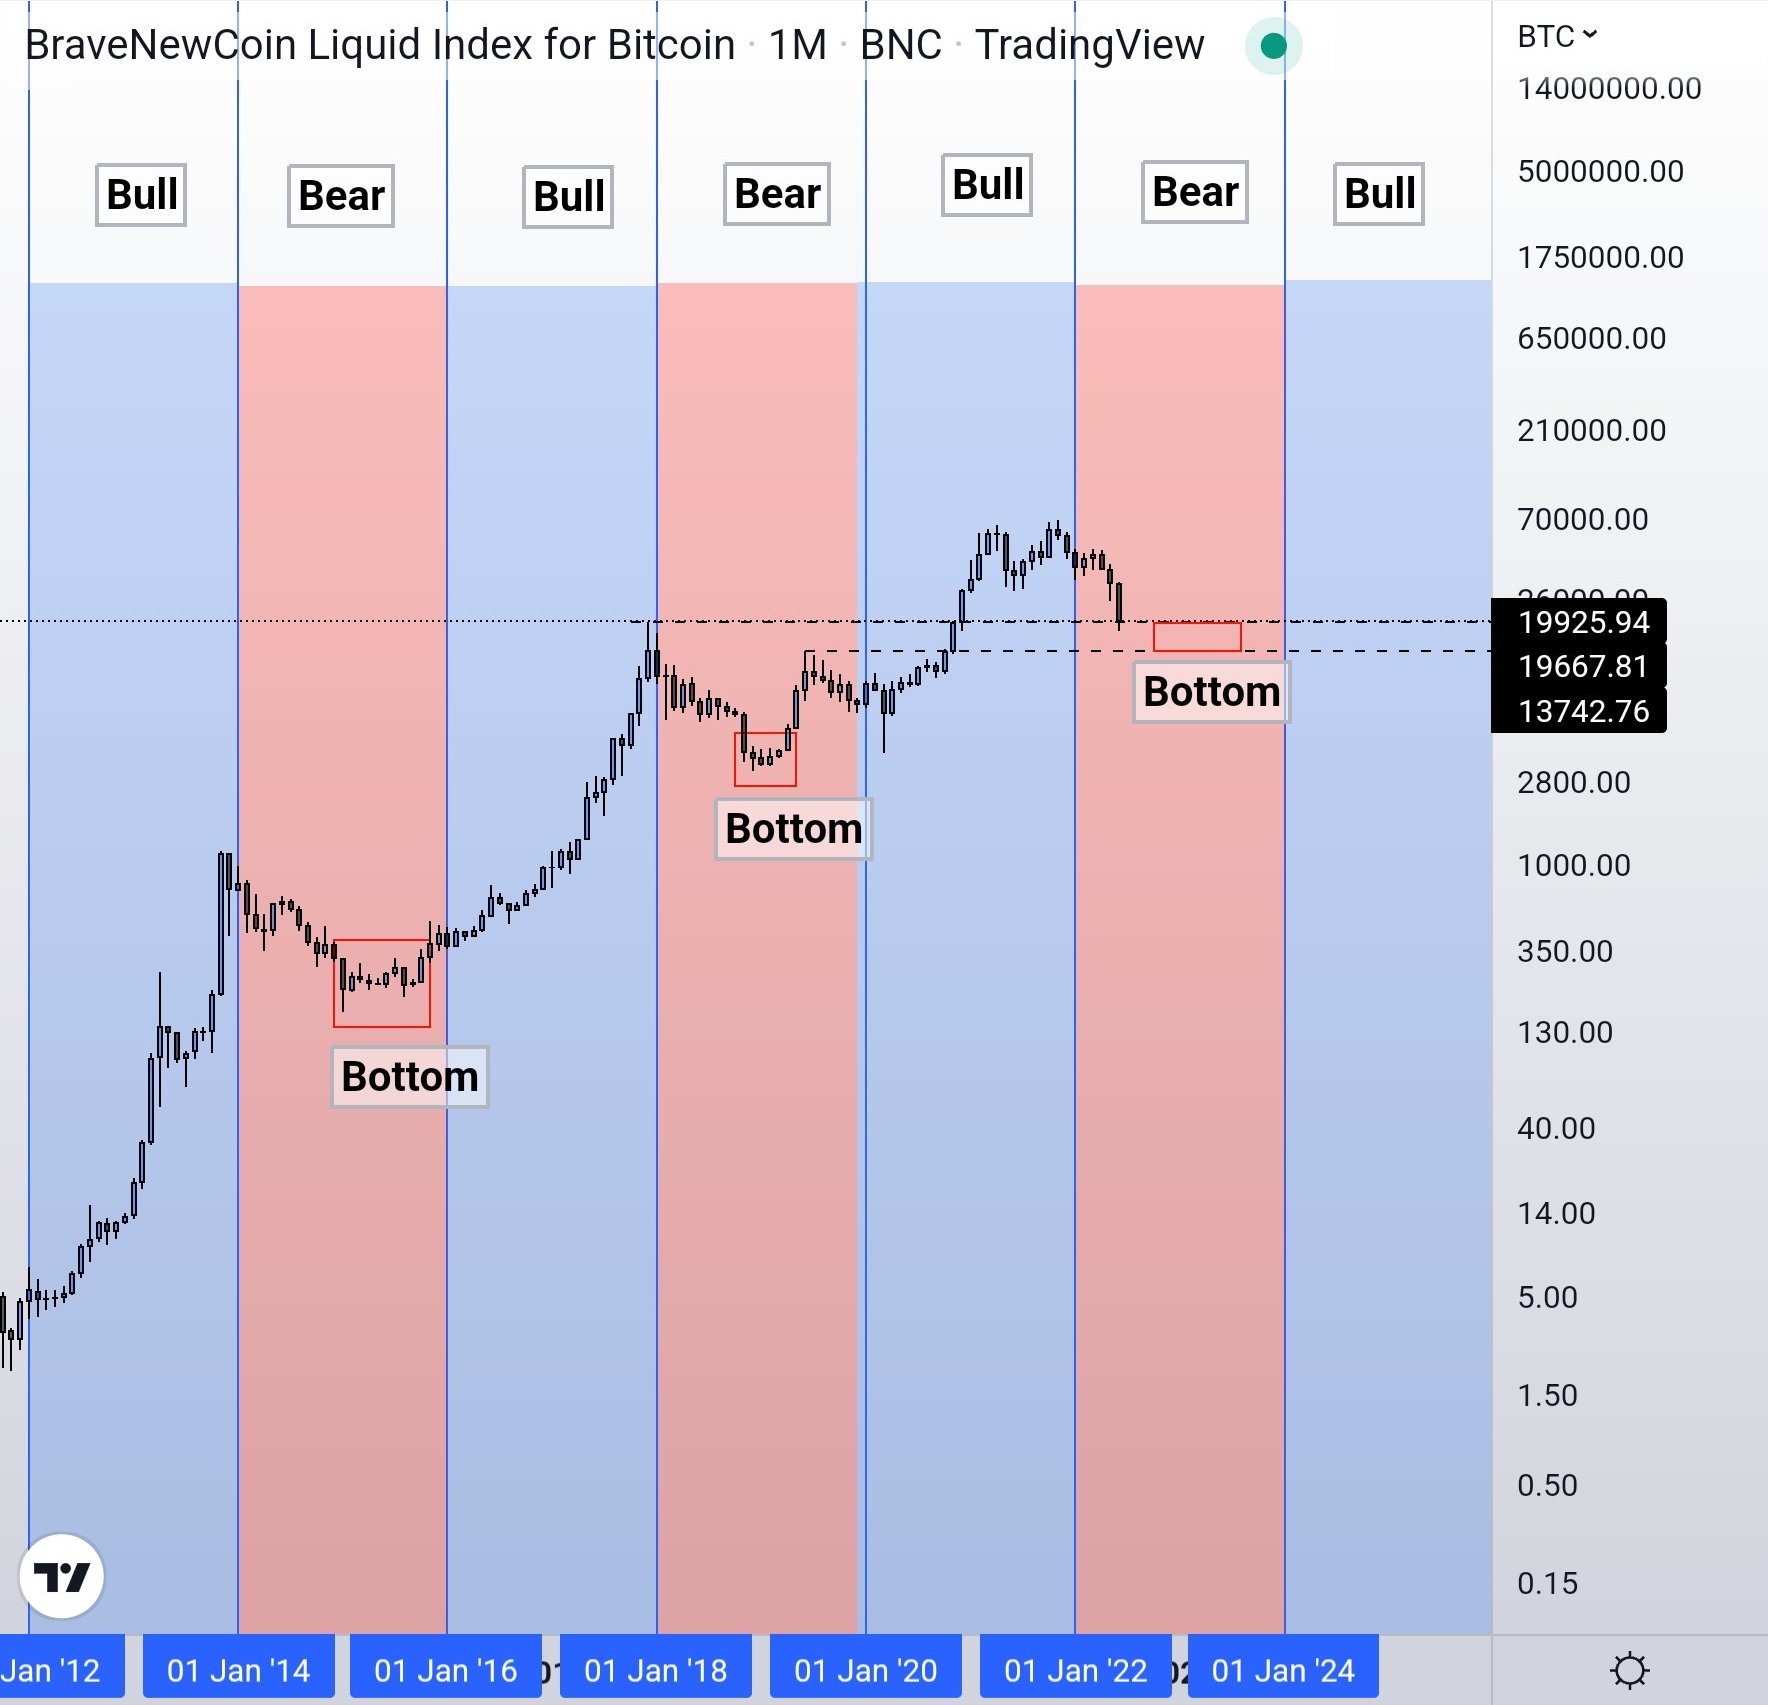 BraveNewCoin Liquid Index for Bitcoin · 1M · BNC · TradingView
BTC
14000000.00
5000000.00
1750000.00
650000.00
210000.00
70000.00
19925.94
19667.81
13742.76
2800.00
1000.00
350.00
130.00
40.00
14.00
5.00
1.50
0.50
0.15
Bull
Bear
Bull
Bear
Bull
Bear
Bull
Bottom
Bottom
Bottom
Jan '12
01 Jan '14
01 Jan '16
01 Jan '18
01 Jan '20
01 Jan '22
01 Jan '24